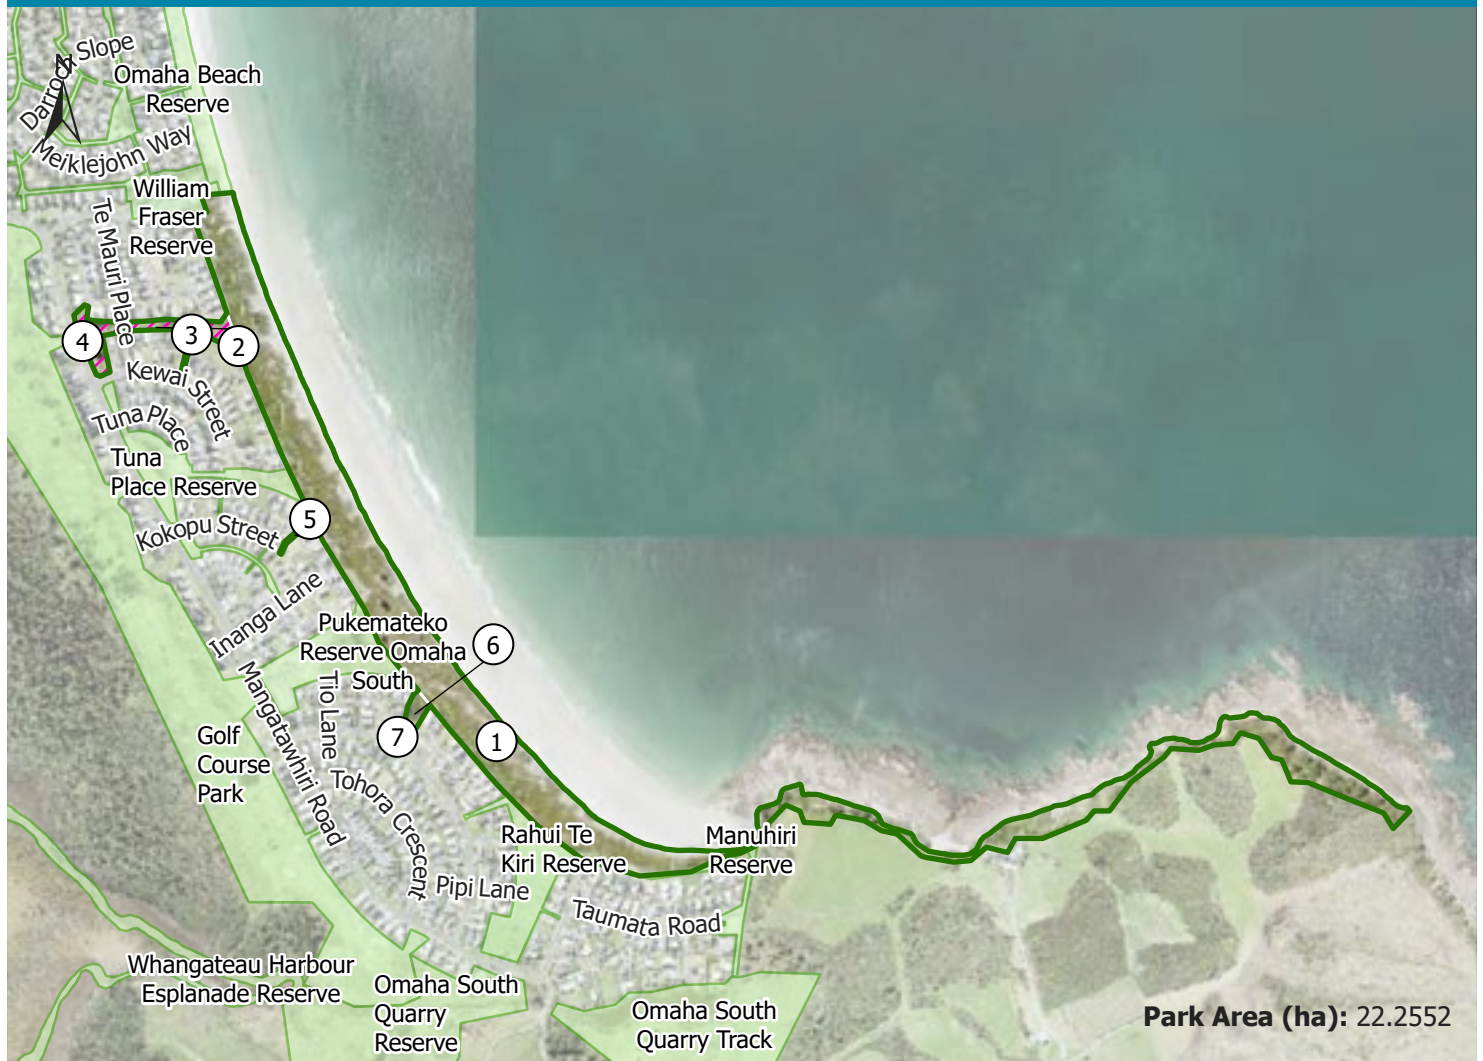 Darroch Slope
N
Omaha Beach
Reserve
Meiklejohn Way
William
Fraser
Reserve
Te Mauri Place
4
3
2
Kewai Street
Tuna Place
Tuna
Place Reserve
5
Kokopu Street
Inanga Lane
Pukemateko
Reserve Omaha
South
6
Tio Lane
Mangatawhiri Road
7
1
Golf
Course
Park
Tohora Crescent
Rahui Te
Kiri Reserve
Manuhiri
Reserve
Pipi Lane
Taumata Road
Whangateau Harbour
Esplanade Reserve
Omaha South
Quarry
Reserve
Omaha South
Quarry Track
Park Area (ha): 22.2552